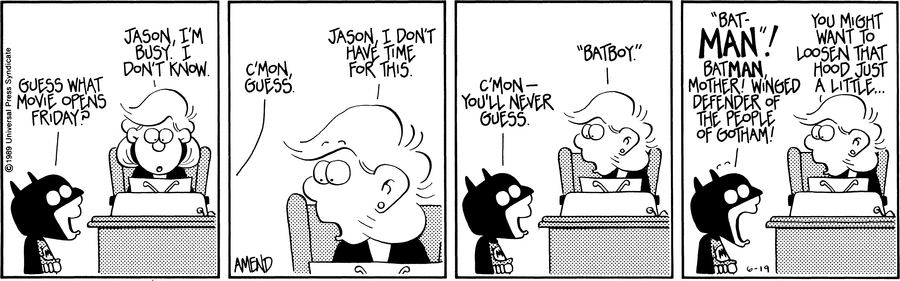 © 1989 Universal Press Syndicate
GUESS WHAT
MOVIE OPENS
FRIDAY?
JASON, I'M
BUSY. I
DON'T KNOW.
C'MON,
GUESS.
JASON, I DON'T
HAVE TIME
FOR THIS.
AMEND
C'MON—
YOU'LL NEVER
GUESS.
"BATBOY."
"BAT-
MAN"!
BATMAN,
MOTHER! WINGED
DEFENDER OF
THE PEOPLE
OF GOTHAM!
YOU MIGHT
WANT TO
LOOSEN THAT
HOOD JUST
A LITTLE...
6-19